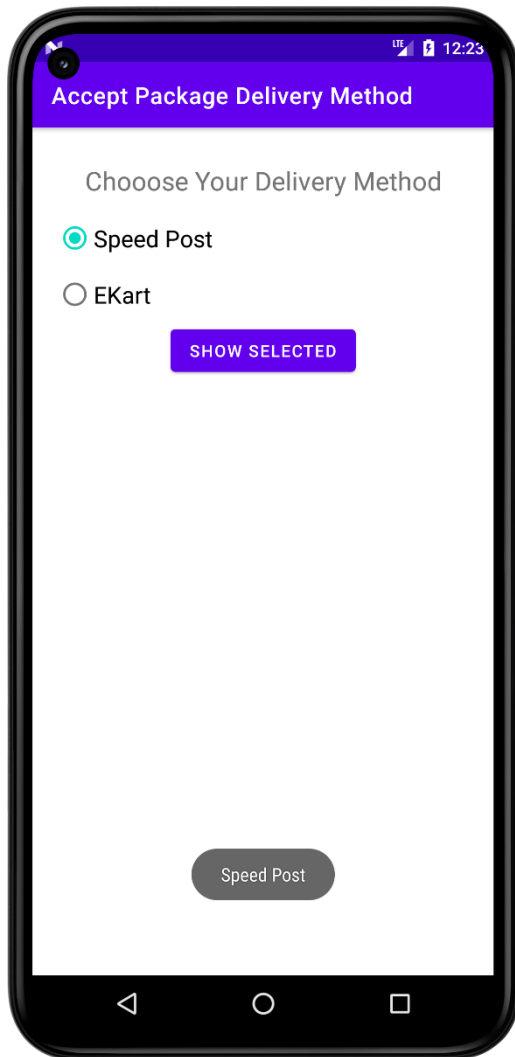 LTE 12:23
Accept Package Delivery Method
Chooose Your Delivery Method
Speed Post
EKart
SHOW SELECTED
Speed Post